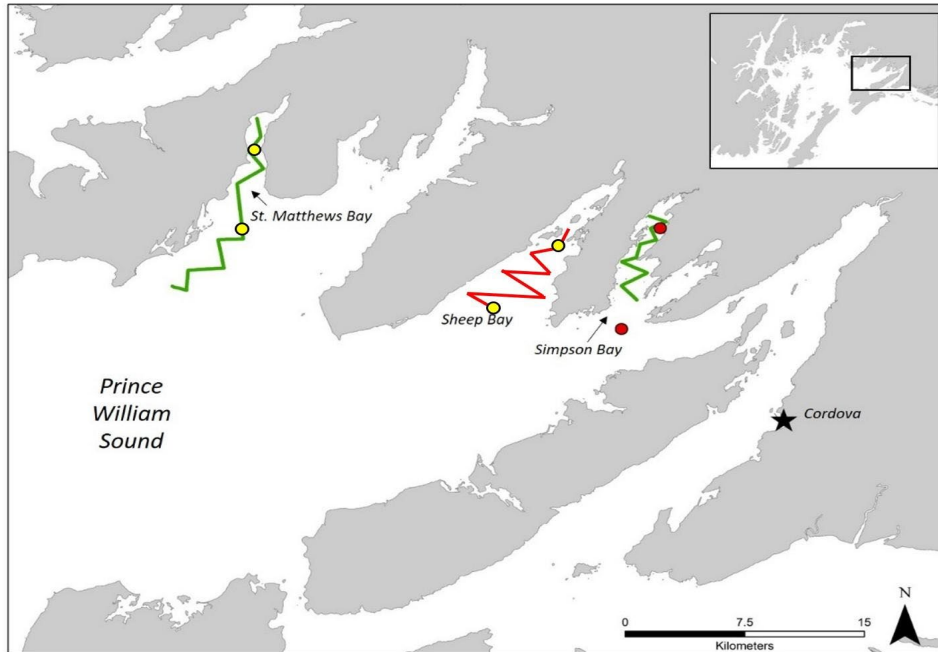 St. Matthews Bay
Sheep Bay
Simpson Bay
Prince
William
Sound
Cordova
N
0 7.5 15
Kilometers